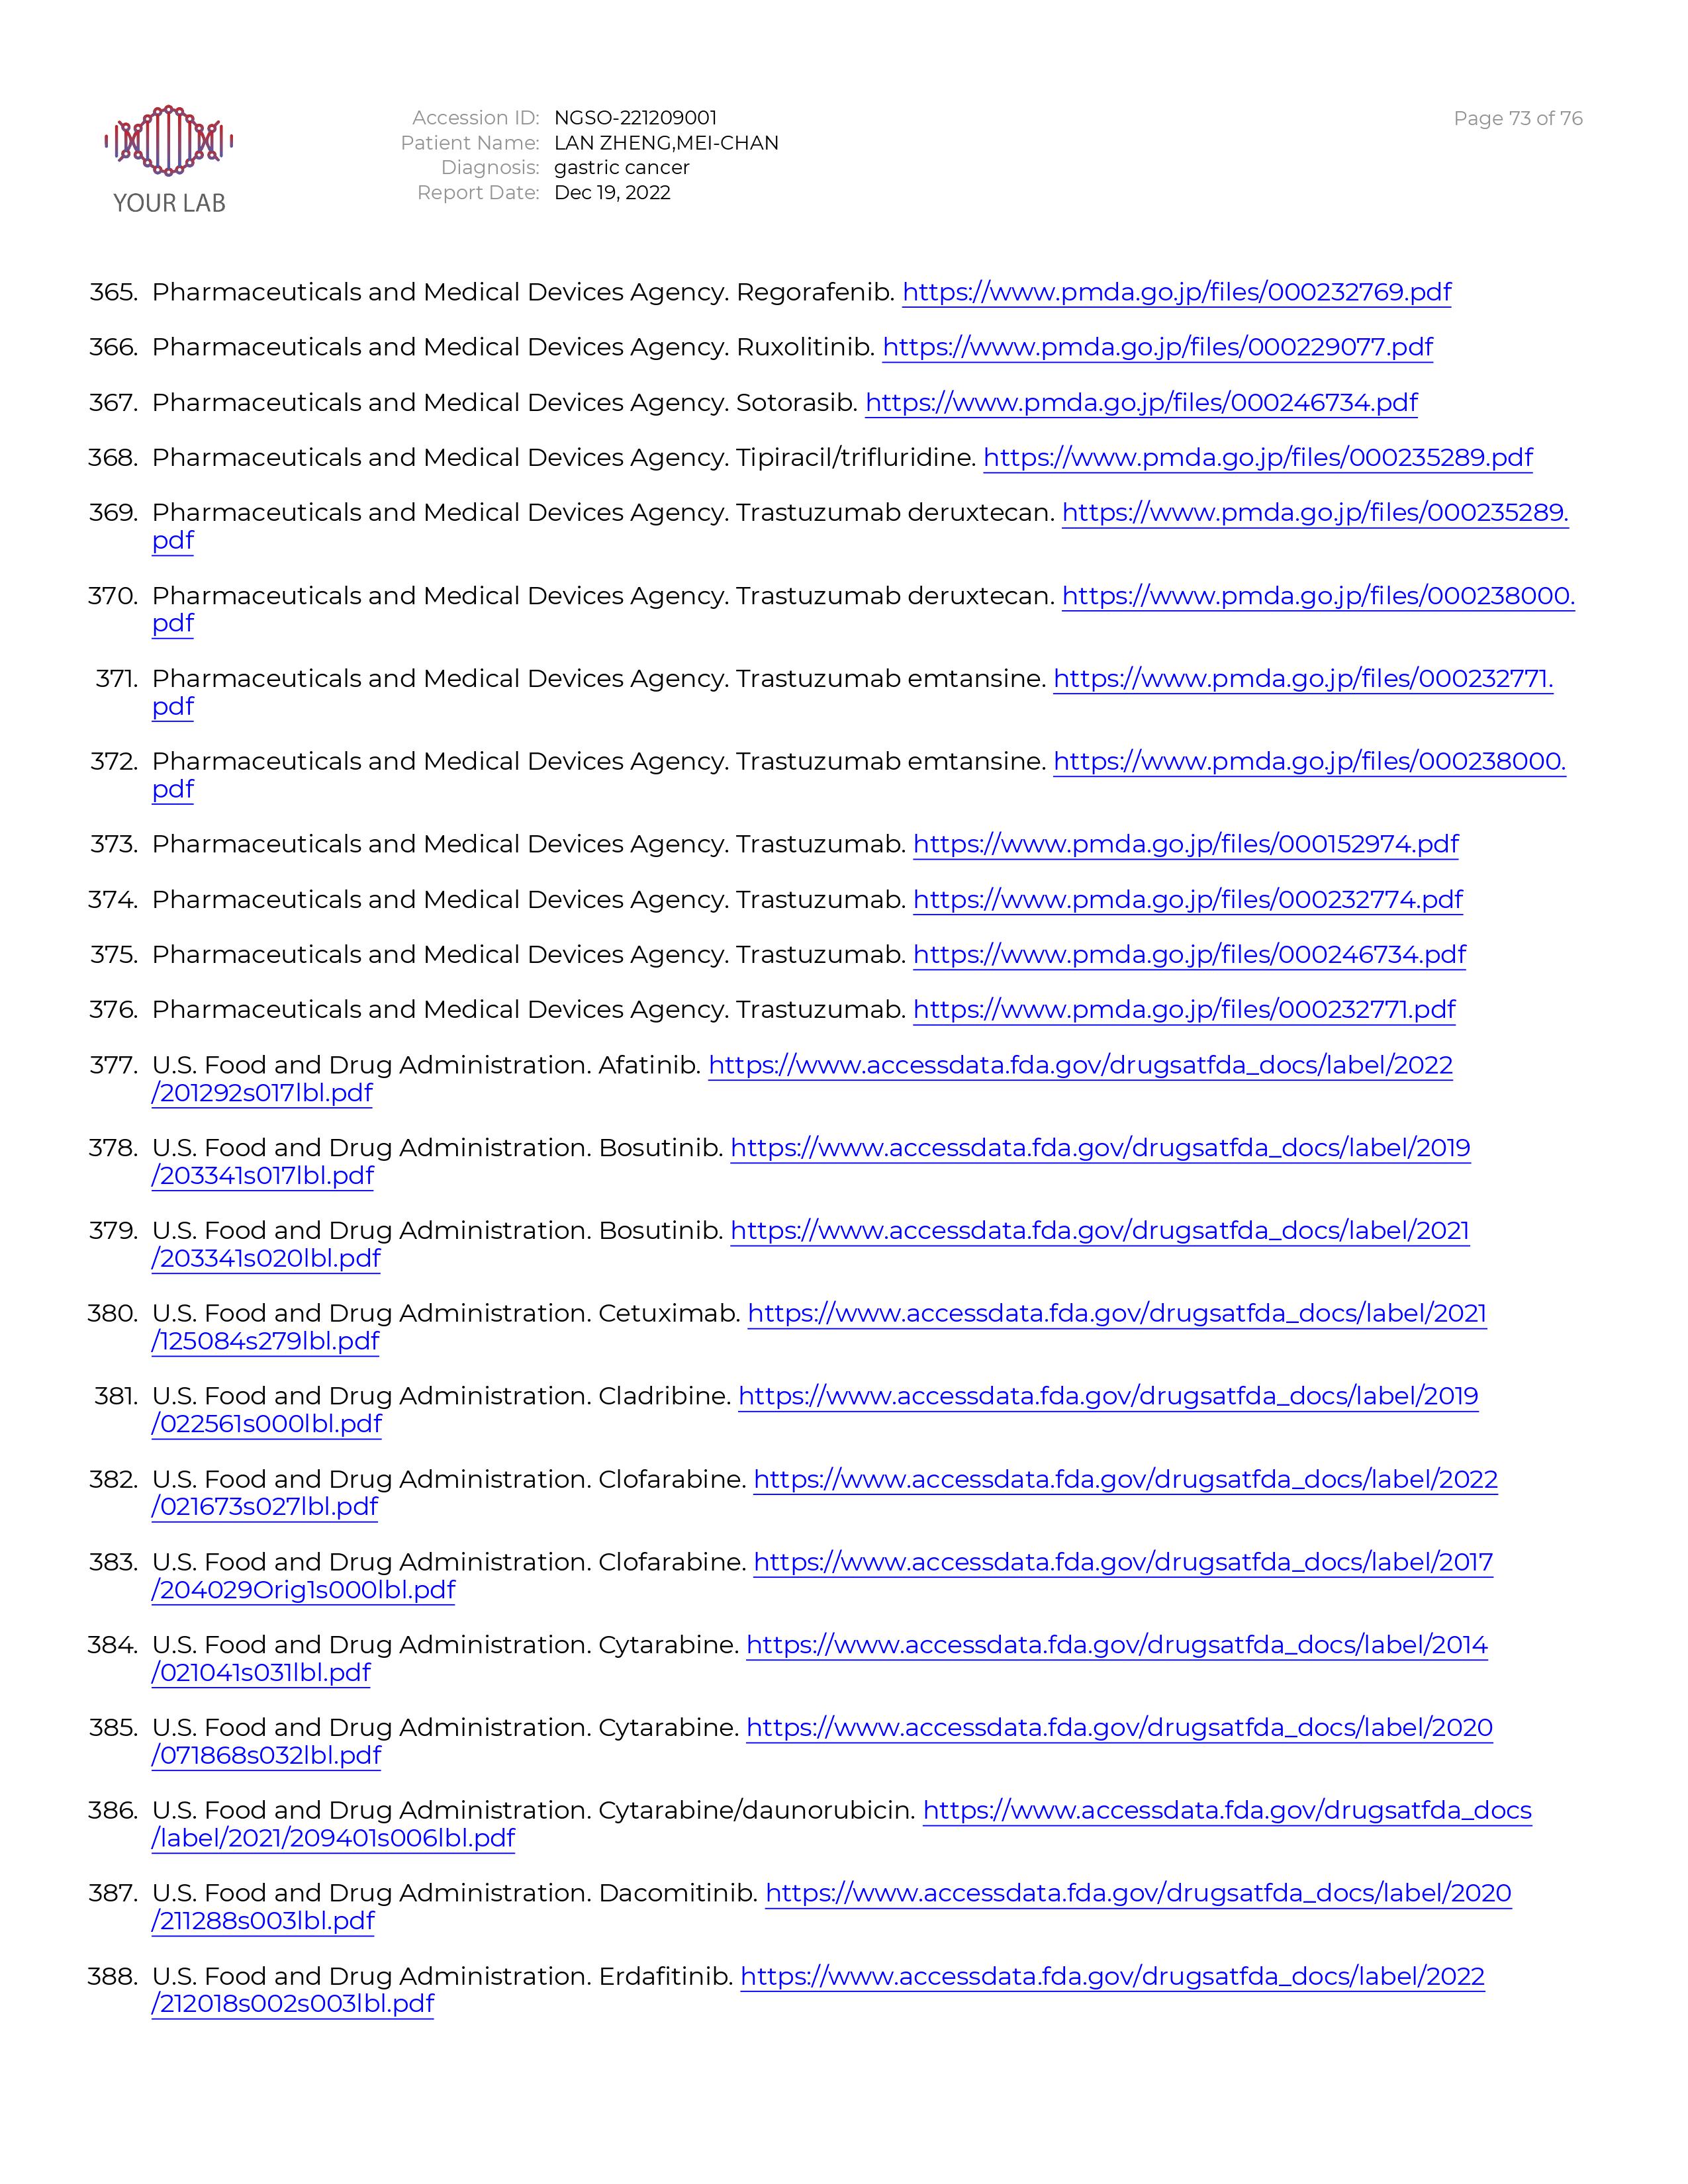 YOUR LAB
Accession ID: NGSO-221209001
Patient Name: LAN ZHENG,MEI-CHAN
Diagnosis: gastric cancer
Report Date: Dec 19, 2022
Page 73 of 76
365. Pharmaceuticals and Medical Devices Agency. Regorafenib. https://www.pmda.go.jp/files/000232769.pdf
366. Pharmaceuticals and Medical Devices Agency. Ruxolitinib. https://www.pmda.go.jp/files/000229077.pdf
367. Pharmaceuticals and Medical Devices Agency. Sotorasib. https://www.pmda.go.jp/files/000246734.pdf
368. Pharmaceuticals and Medical Devices Agency. Tipiracil/trifluridine. https://www.pmda.go.jp/files/000235289.pdf
369. Pharmaceuticals and Medical Devices Agency. Trastuzumab deruxtecan. https://www.pmda.go.jp/files/000235289.
pdf
370. Pharmaceuticals and Medical Devices Agency. Trastuzumab deruxtecan. https://www.pmda.go.jp/files/000238000.
pdf
371. Pharmaceuticals and Medical Devices Agency. Trastuzumab emtansine. https://www.pmda.go.jp/files/000232771.
pdf
372. Pharmaceuticals and Medical Devices Agency. Trastuzumab emtansine. https://www.pmda.go.jp/files/000238000.
pdf
373. Pharmaceuticals and Medical Devices Agency. Trastuzumab. https://www.pmda.go.jp/files/000152974.pdf
374. Pharmaceuticals and Medical Devices Agency. Trastuzumab. https://www.pmda.go.jp/files/000232774.pdf
375. Pharmaceuticals and Medical Devices Agency. Trastuzumab. https://www.pmda.go.jp/files/000246734.pdf
376. Pharmaceuticals and Medical Devices Agency. Trastuzumab. https://www.pmda.go.jp/files/000232771.pdf
377. U.S. Food and Drug Administration. Afatinib. https://www.accessdata.fda.gov/drugsatfda_docs/label/2022
/201292s017lbl.pdf
378. U.S. Food and Drug Administration. Bosutinib. https://www.accessdata.fda.gov/drugsatfda_docs/label/2019
/203341s017lbl.pdf
379. U.S. Food and Drug Administration. Bosutinib. https://www.accessdata.fda.gov/drugsatfda_docs/label/2021
/203341s020lbl.pdf
380. U.S. Food and Drug Administration. Cetuximab. https://www.accessdata.fda.gov/drugsatfda_docs/label/2021
/125084s279lbl.pdf
381. U.S. Food and Drug Administration. Cladribine. https://www.accessdata.fda.gov/drugsatfda_docs/label/2019
/022561s000lbl.pdf
382. U.S. Food and Drug Administration. Clofarabine. https://www.accessdata.fda.gov/drugsatfda_docs/label/2022
/021673s027lbl.pdf
383. U.S. Food and Drug Administration. Clofarabine. https://www.accessdata.fda.gov/drugsatfda_docs/label/2017
/204029Orig1s000lbl.pdf
384. U.S. Food and Drug Administration. Cytarabine. https://www.accessdata.fda.gov/drugsatfda_docs/label/2014
/021041s031lbl.pdf
385. U.S. Food and Drug Administration. Cytarabine. https://www.accessdata.fda.gov/drugsatfda_docs/label/2020
/071868s032lbl.pdf
386. U.S. Food and Drug Administration. Cytarabine/daunorubicin. https://www.accessdata.fda.gov/drugsatfda_docs
/label/2021/209401s006lbl.pdf
387. U.S. Food and Drug Administration. Dacomitinib. https://www.accessdata.fda.gov/drugsatfda_docs/label/2020
/211288s003lbl.pdf
388. U.S. Food and Drug Administration. Erdafitinib. https://www.accessdata.fda.gov/drugsatfda_docs/label/2022
/212018s002s003lbl.pdf